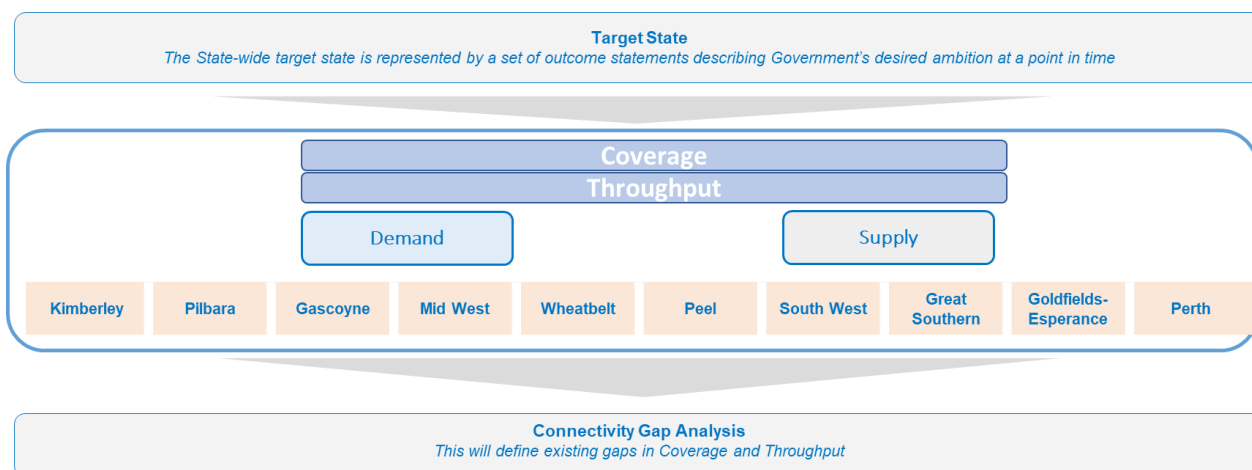 Target State
The State-wide target state is represented by a set of outcome statements describing Government's desired ambition at a point in time
Coverage
Throughput
Demand
Supply
Kimberley
Pilbara
Gascoyne
Mid West
Wheatbelt
Peel
South West
Great
Southern
Goldfields-
Esperance
Perth
Connectivity Gap Analysis
This will define existing gaps in Coverage and Throughput